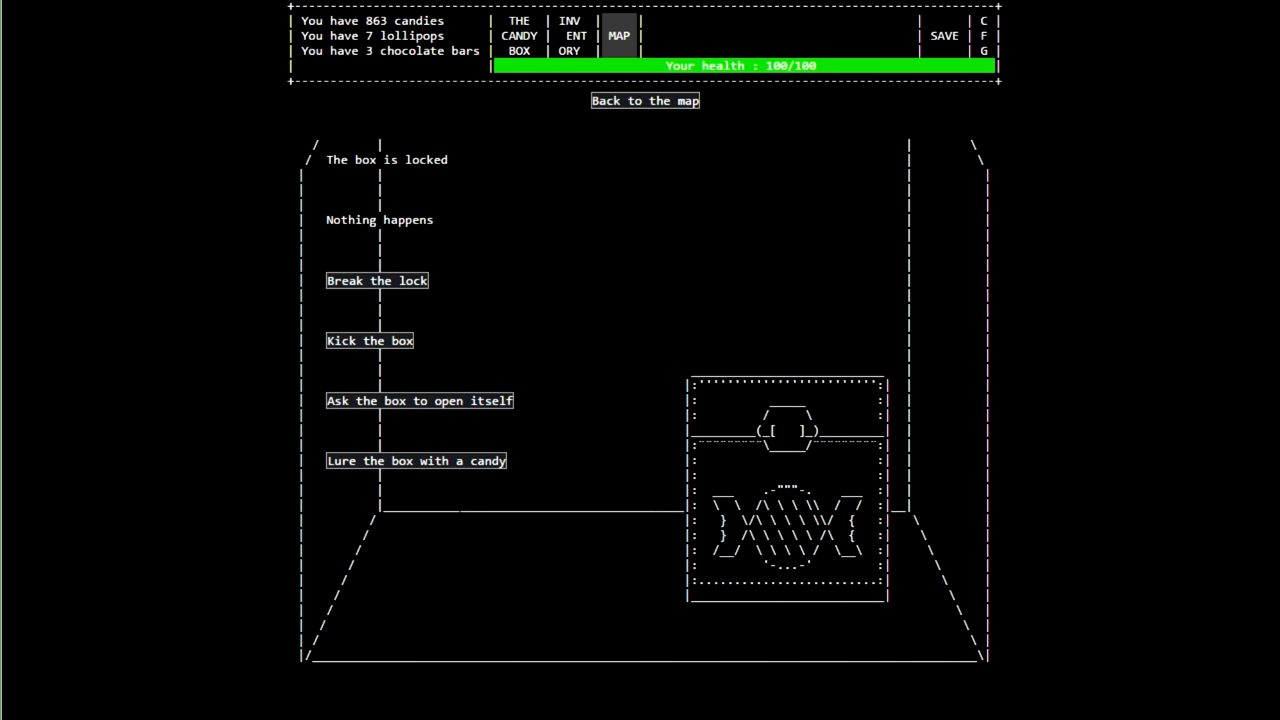 You have 863 candies
You have 7 lollipops
You have 3 chocolate bars
THE
CANDY
BOX
INV
ENT
ORY
MAP
SAVE
C
F
G
Your health : 100/100
Back to the map
The box is locked
Nothing happens
Break the lock
Kick the box
Ask the box to open itself
Lure the box with a candy